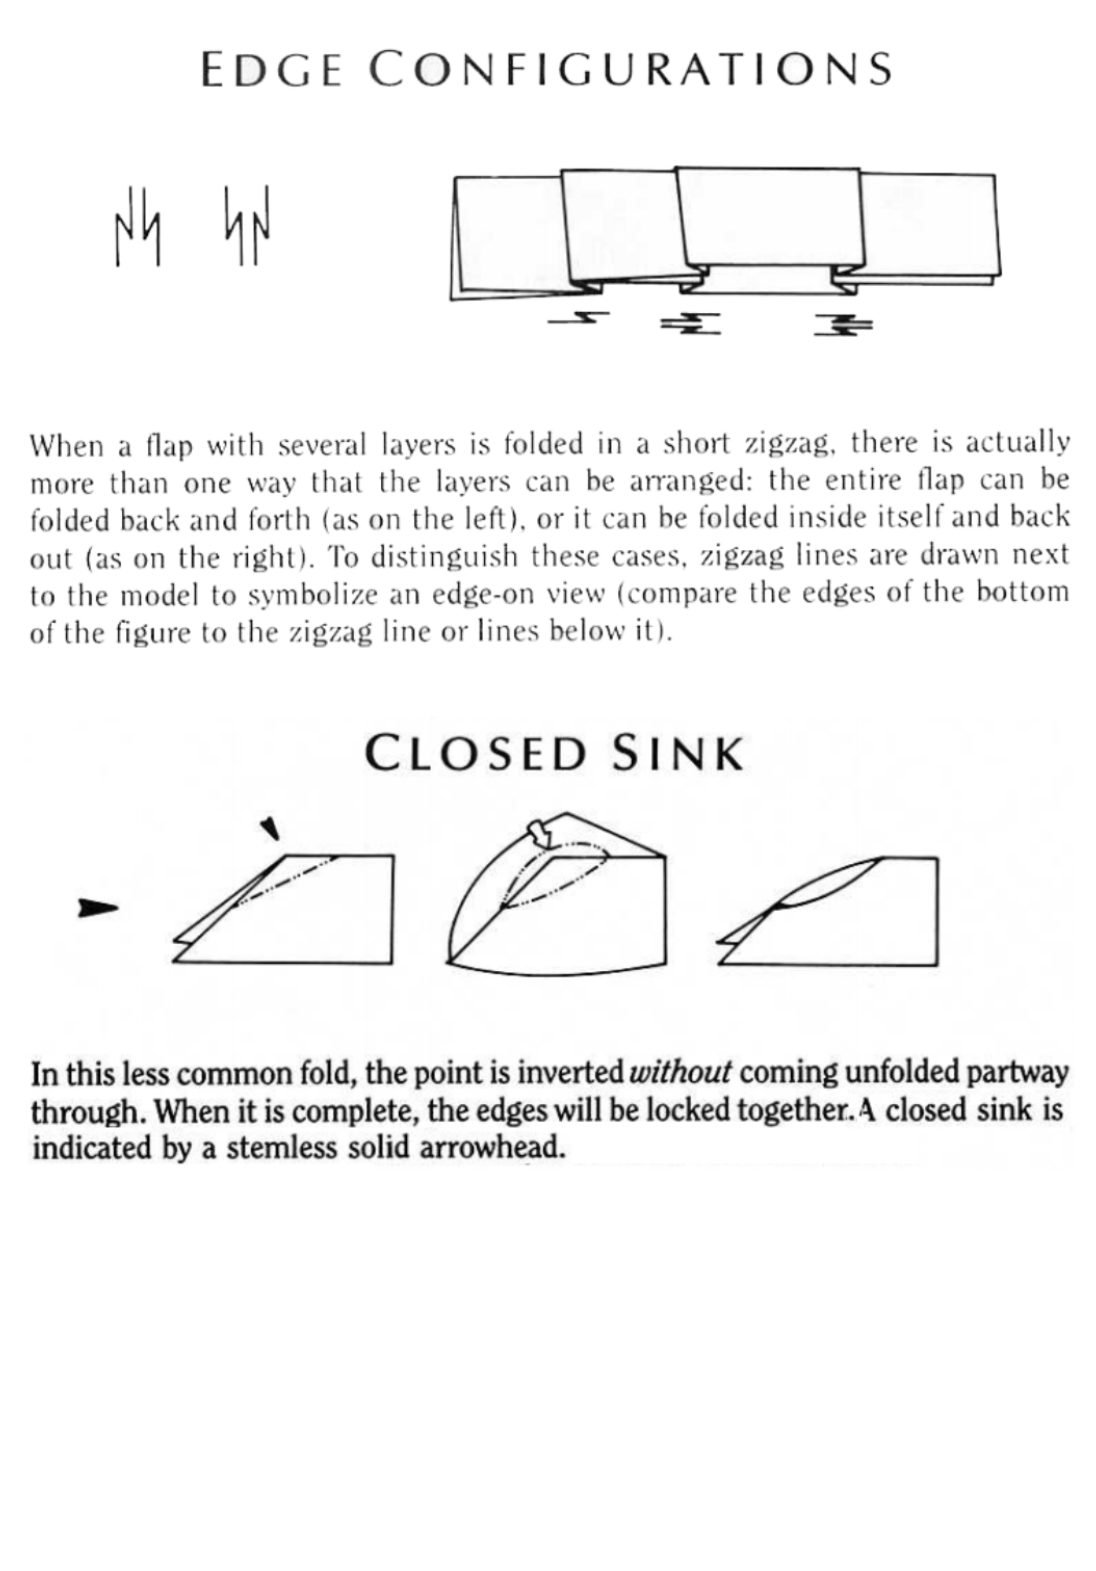 EDGE CONFIGURATIONS
When a flap with several layers is folded in a short zigzag, there is actually
more than one way that the layers can be arranged: the entire flap can be
folded back and forth (as on the left), or it can be folded inside itself and back
out (as on the right). To distinguish these cases, zigzag lines are drawn next
to the model to symbolize an edge-on view (compare the edges of the bottom
of the figure to the zigzag line or lines below it).
CLOSED SINK
In this less common fold, the point is inverted without coming unfolded partway
through. When it is complete, the edges will be locked together. A closed sink is
indicated by a stemless solid arrowhead.